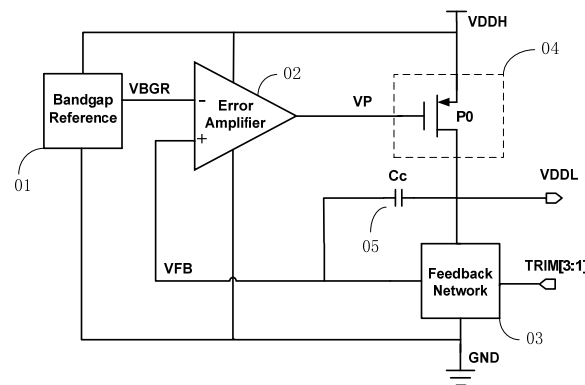 VDDH
04
02
Bandgap
Reference
VBGR
-
+
Error
Amplifier
VP
P0
01
Cc
05
VDDL
VFB
Feedback
Network
TRIM[3:1]
03
GND